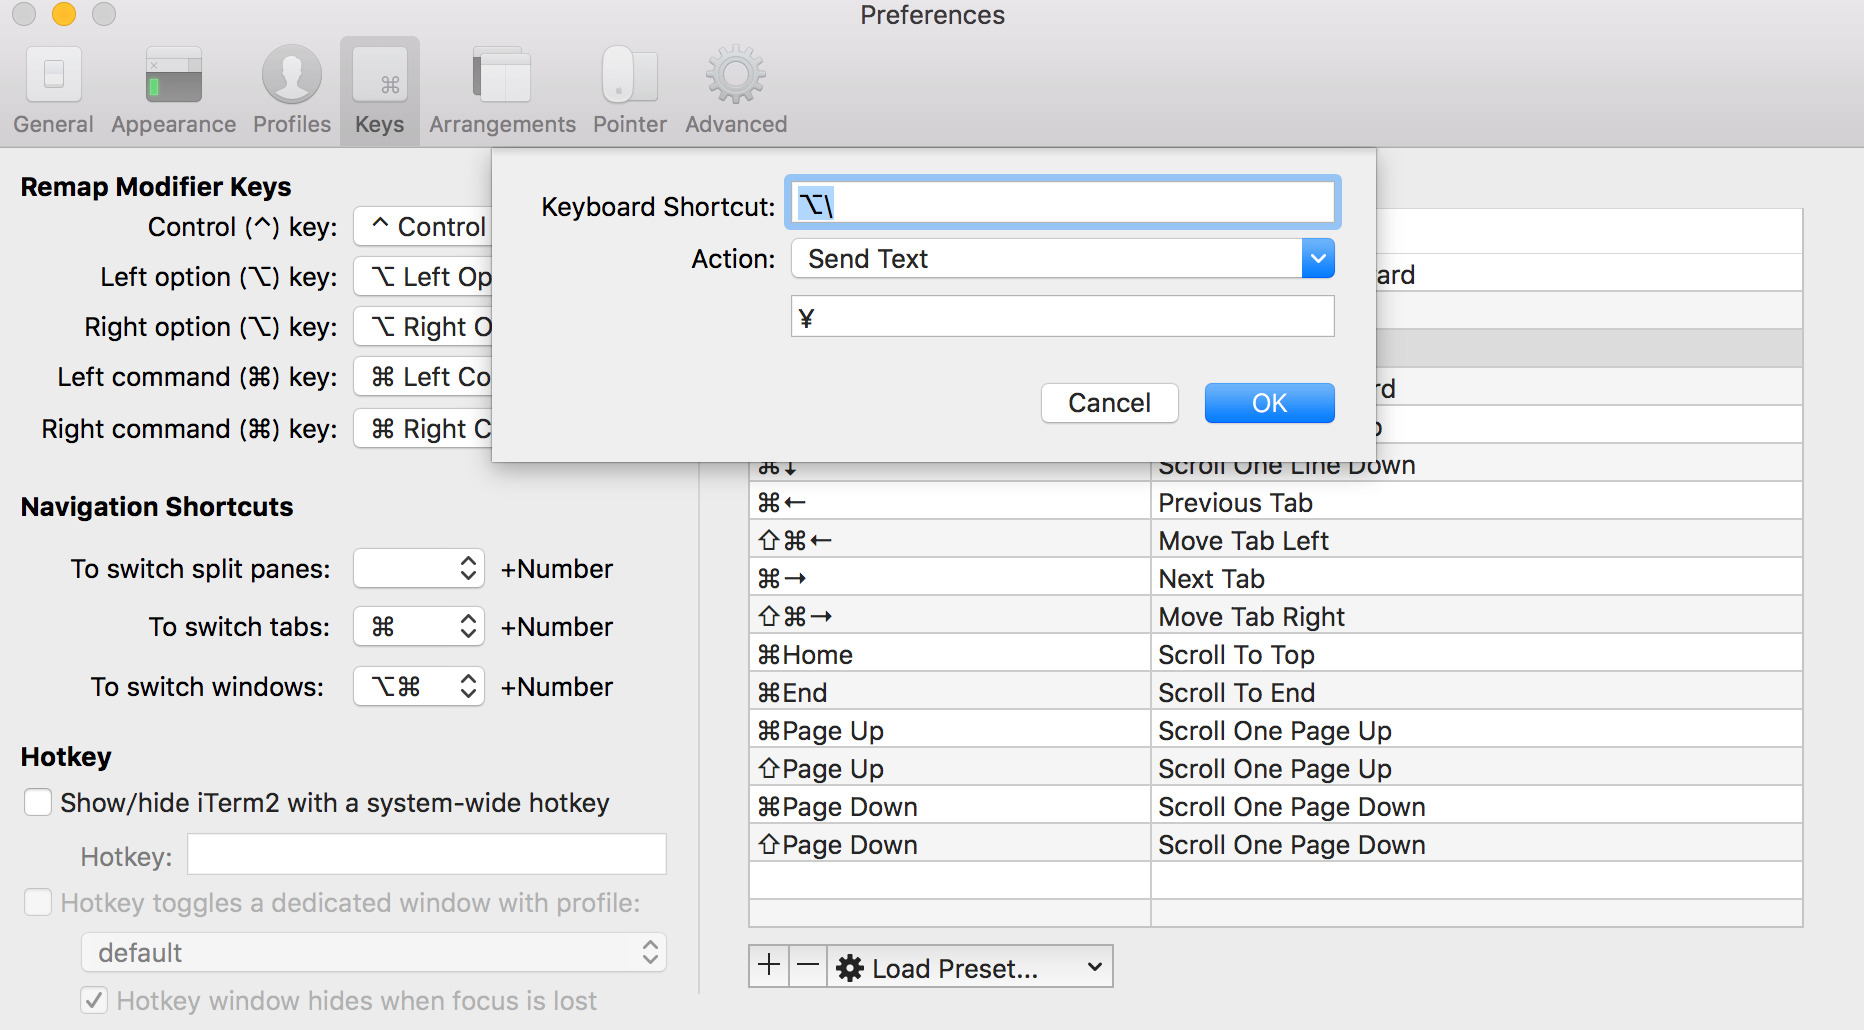 Preferences
General Appearance Profiles Keys Arrangements Pointer Advanced
Remap Modifier Keys
Control (^) key: ^ Control
Left option (⌥) key: ⌥ Left Op
Right option (⌥) key: ⌥ Right O
Left command (⌘) key: ⌘ Left Co
Right command (⌘) key: ⌘ Right C
Navigation Shortcuts
To switch split panes: +Number
To switch tabs: ⌘ +Number
To switch windows: ⌥⌘ +Number
Hotkey
Show/hide iTerm2 with a system-wide hotkey
Hotkey:
Hotkey toggles a dedicated window with profile:
default
Hotkey window hides when focus is lost
Keyboard Shortcut: ⌥\
Action: Send Text
¥
Cancel OK
ard
rd
⌘↓ Scroll One Line Down
⌘← Previous Tab
⇧⌘← Move Tab Left
⌘→ Next Tab
⇧⌘→ Move Tab Right
⌘Home Scroll To Top
⌘End Scroll To End
⌘Page Up Scroll One Page Up
⇧Page Up Scroll One Page Up
⌘Page Down Scroll One Page Down
⇧Page Down Scroll One Page Down
+ − Load Preset...